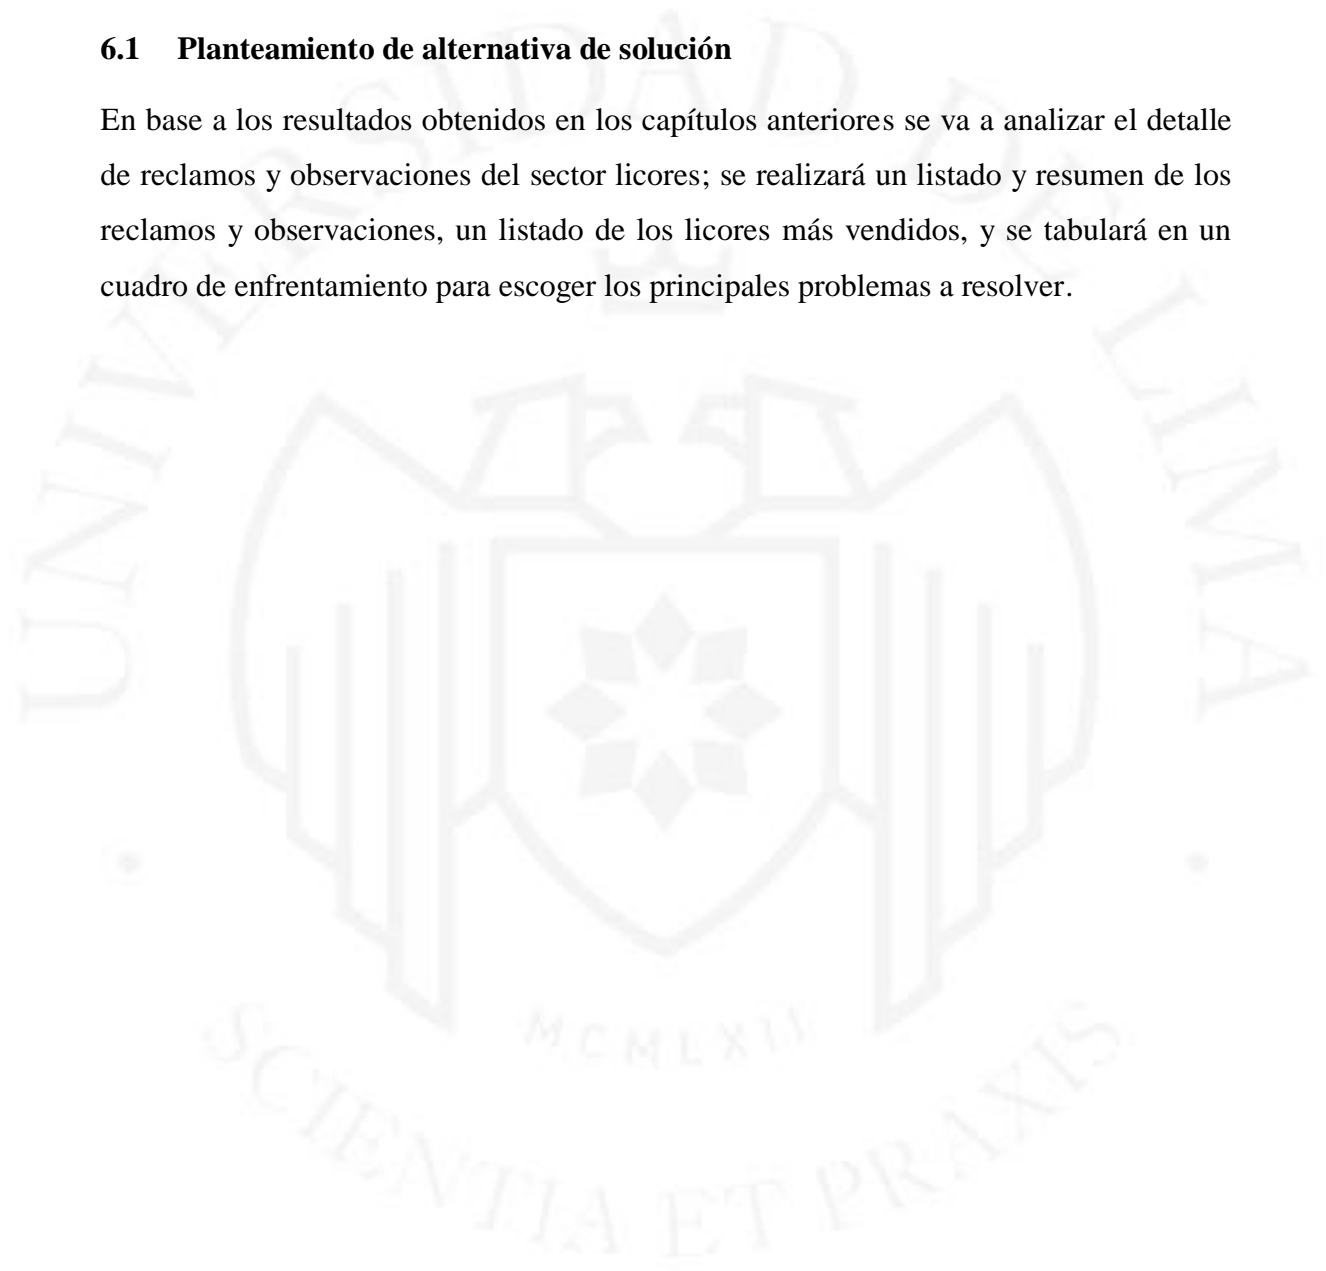 6.1 Planteamiento de alternativa de solución
En base a los resultados obtenidos en los capítulos anteriores se va a analizar el detalle
de reclamos y observaciones del sector licores; se realizará un listado y resumen de los
reclamos y observaciones, un listado de los licores más vendidos, y se tabulará en un
cuadro de enfrentamiento para escoger los principales problemas a resolver.
UNIVERSIDAD DE LIMA
MCMLXII
SCIENTIA ET PRAXIS